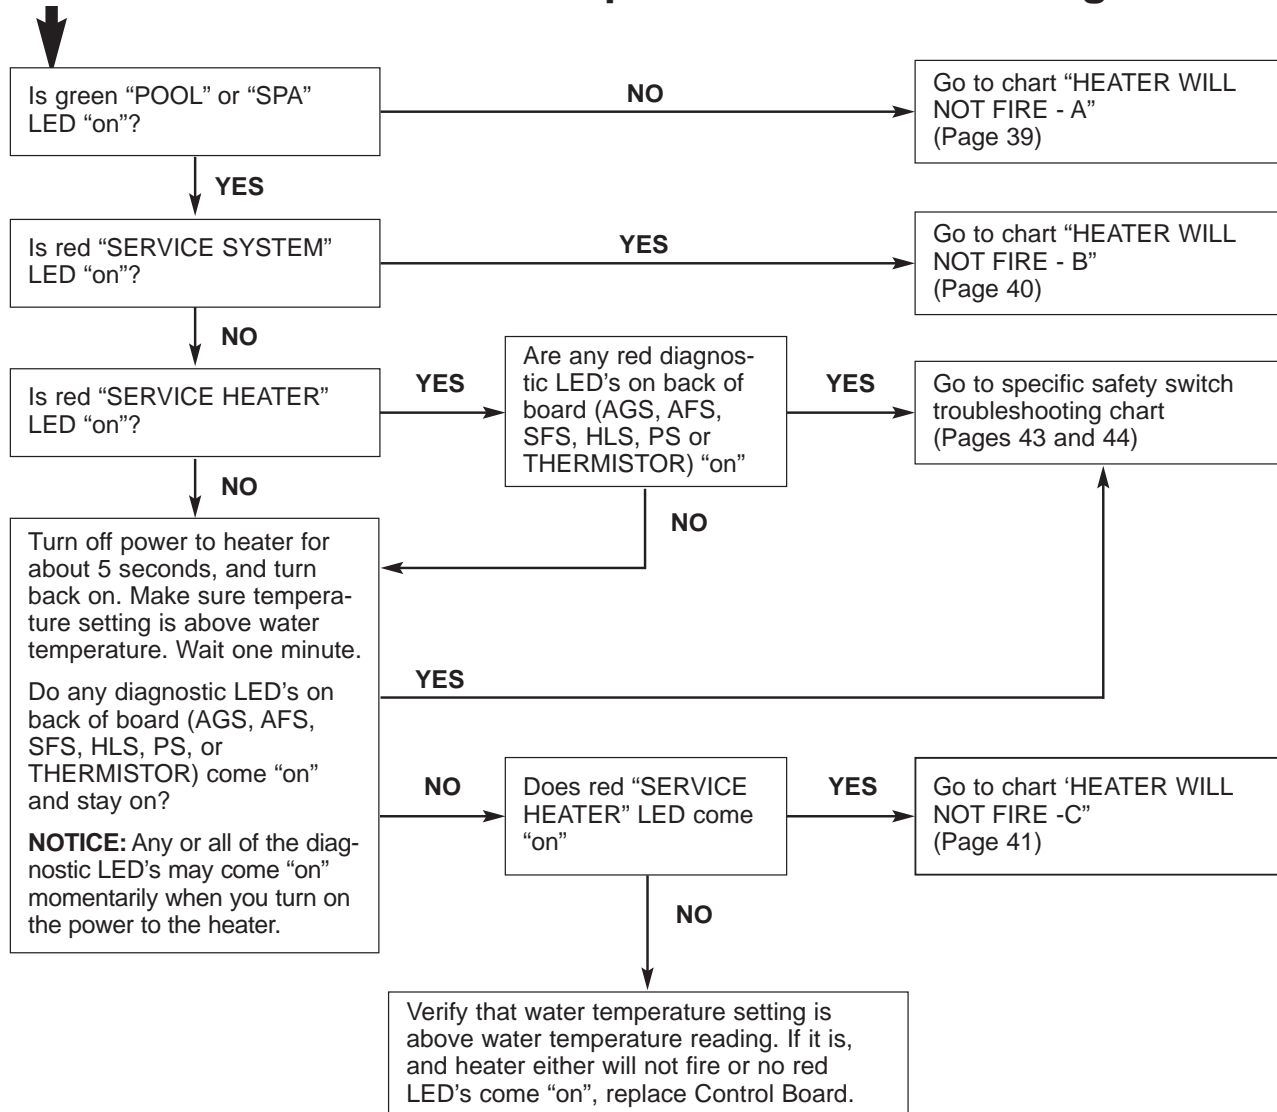 Is green “POOL” or “SPA”
LED “on”?
NO
Go to chart “HEATER WILL
NOT FIRE - A”
(Page 39)
YES
Is red “SERVICE SYSTEM”
LED “on”?
YES
Go to chart “HEATER WILL
NOT FIRE - B”
(Page 40)
NO
Is red “SERVICE HEATER”
LED “on”?
YES
Are any red diagnos-
tic LED’s on back of
board (AGS, AFS,
SFS, HLS, PS or
THERMISTOR) “on”
YES
Go to specific safety switch
troubleshooting chart
(Pages 43 and 44)
NO
NO
Turn off power to heater for
about 5 seconds, and turn
back on. Make sure tempera-
ture setting is above water
temperature. Wait one minute.
Do any diagnostic LED’s on
back of board (AGS, AFS,
SFS, HLS, PS, or
THERMISTOR) come “on”
and stay on?
NOTICE: Any or all of the diag-
nostic LED’s may come “on”
momentarily when you turn on
the power to the heater.
YES
NO
Does red “SERVICE
HEATER” LED come
“on”
YES
Go to chart ‘HEATER WILL
NOT FIRE -C”
(Page 41)
NO
Verify that water temperature setting is
above water temperature reading. If it is,
and heater either will not fire or no red
LED’s come “on”, replace Control Board.